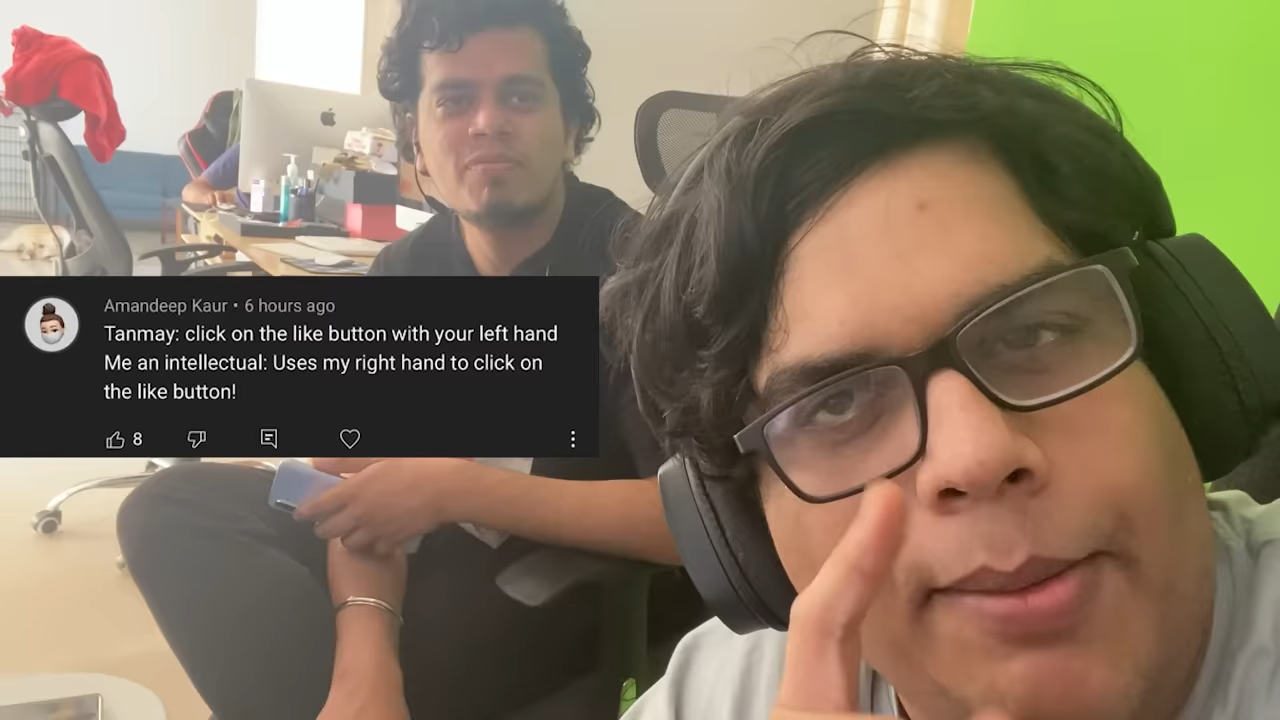 Amandeep Kaur • 6 hours ago
Tanmay: click on the like button with your left hand
Me an intellectual: Uses my right hand to click on
the like button!
8